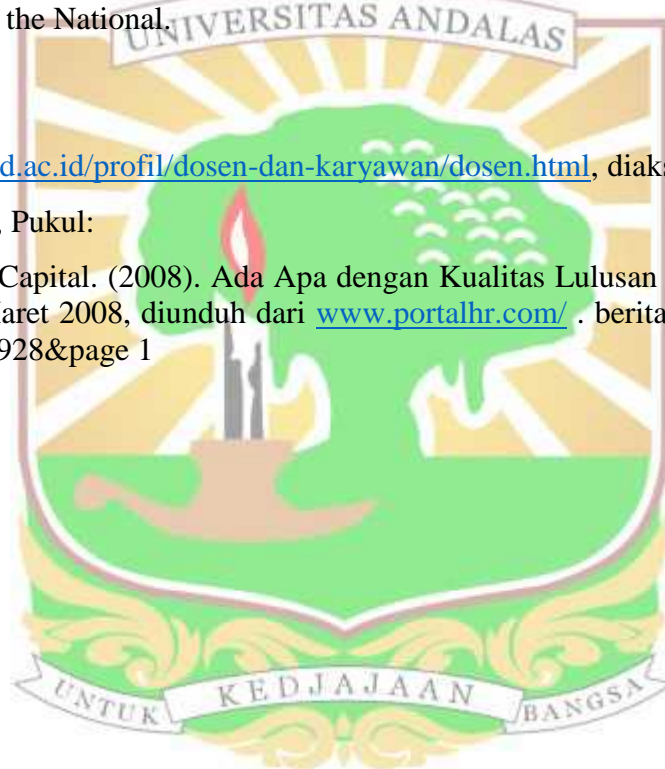 the National.
UNIVERSITAS ANDALAS
d.ac.id/profil/dosen-dan-karyawan/dosen.html, diaks
, Pukul:
Capital. (2008). Ada Apa dengan Kualitas Lulusan
aret 2008, diunduh dari www.portalhr.com/ . berita
928&page 1
UNTUK KEDJAJAAN BANGSA